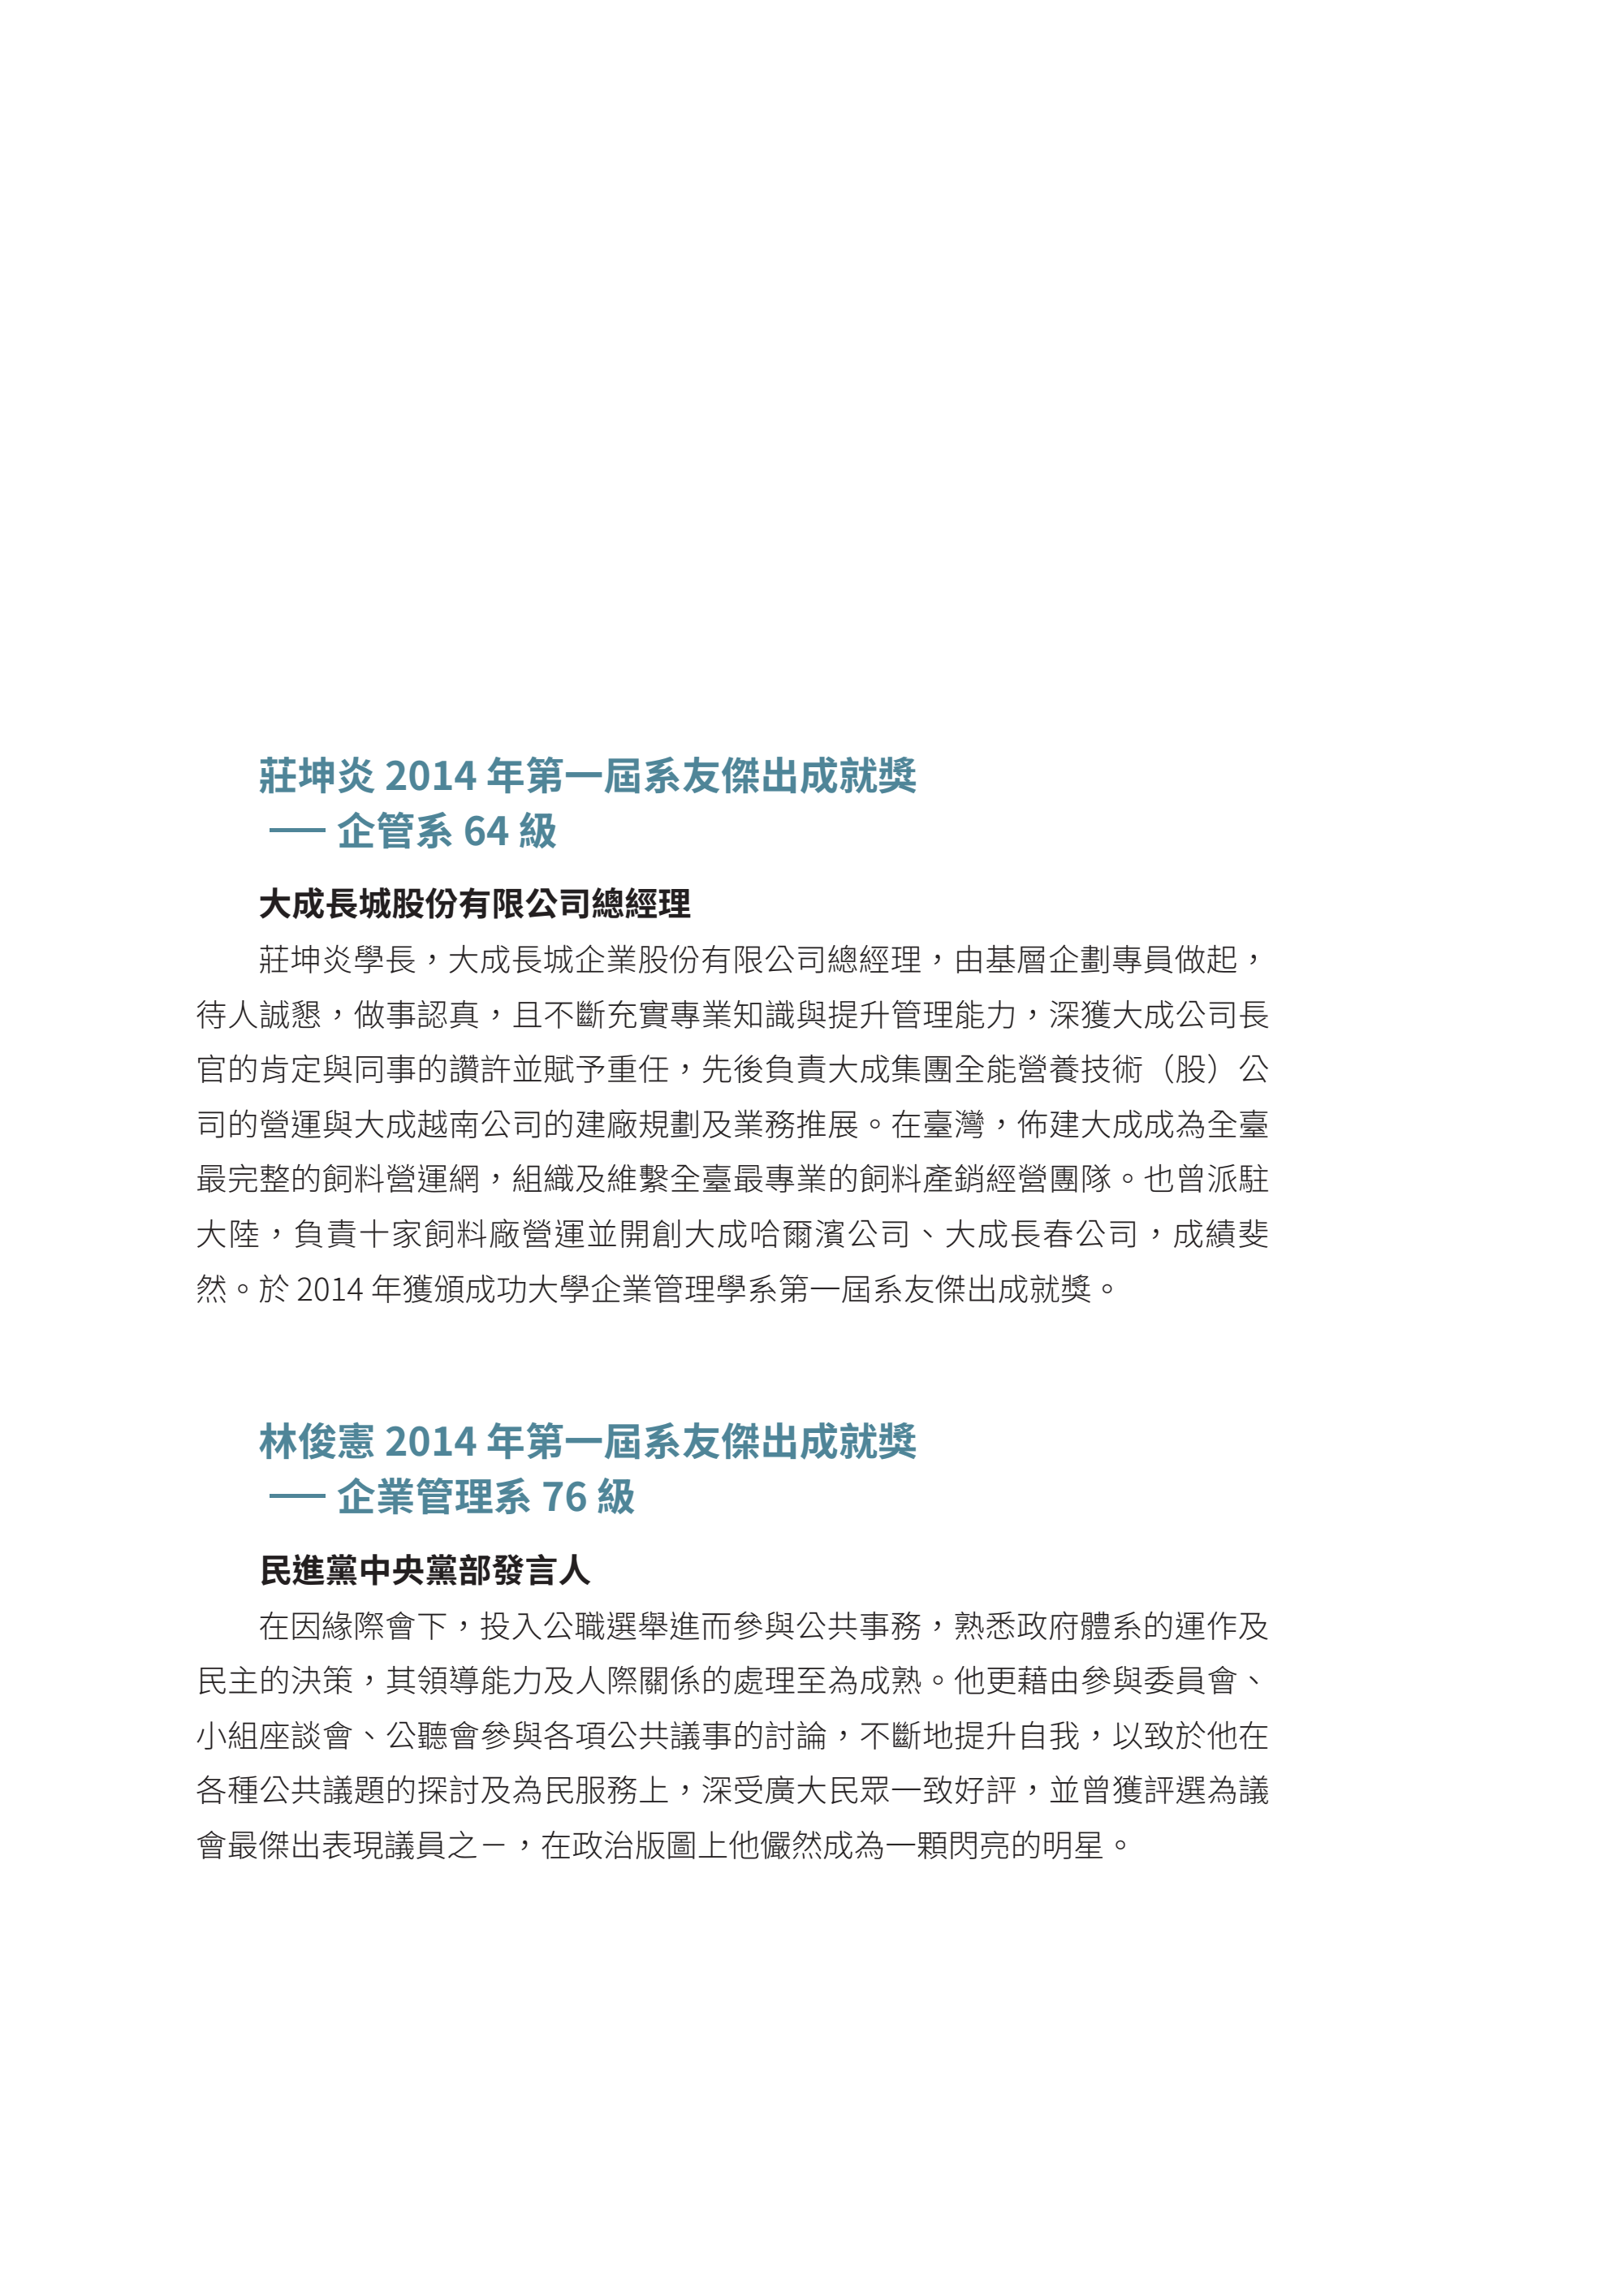 莊坤炎 2014 年第一屆系友傑出成就獎
── 企管系 64 級
大成長城股份有限公司總經理
莊坤炎學長，大成長城企業股份有限公司總經理，由基層企劃專員做起，
待人誠懇，做事認真，且不斷充實專業知識與提升管理能力，深獲大成公司長
官的肯定與同事的讚許並賦予重任，先後負責大成集團全能營養技術（股）公
司的營運與大成越南公司的建廠規劃及業務推展。在臺灣，佈建大成成為全臺
最完整的飼料營運網，組織及維繫全臺最專業的飼料產銷經營團隊。也曾派駐
大陸，負責十家飼料廠營運並開創大成哈爾濱公司、大成長春公司，成績斐
然。於 2014 年獲頒成功大學企業管理學系第一屆系友傑出成就獎。
林俊憲 2014 年第一屆系友傑出成就獎
── 企業管理系 76 級
民進黨中央黨部發言人
在因緣際會下，投入公職選舉進而參與公共事務，熟悉政府體系的運作及
民主的決策，其領導能力及人際關係的處理至為成熟。他更藉由參與委員會、
小組座談會、公聽會參與各項公共議事的討論，不斷地提升自我，以致於他在
各種公共議題的探討及為民服務上，深受廣大民眾一致好評，並曾獲評選為議
會最傑出表現議員之－，在政治版圖上他儼然成為一顆閃亮的明星。